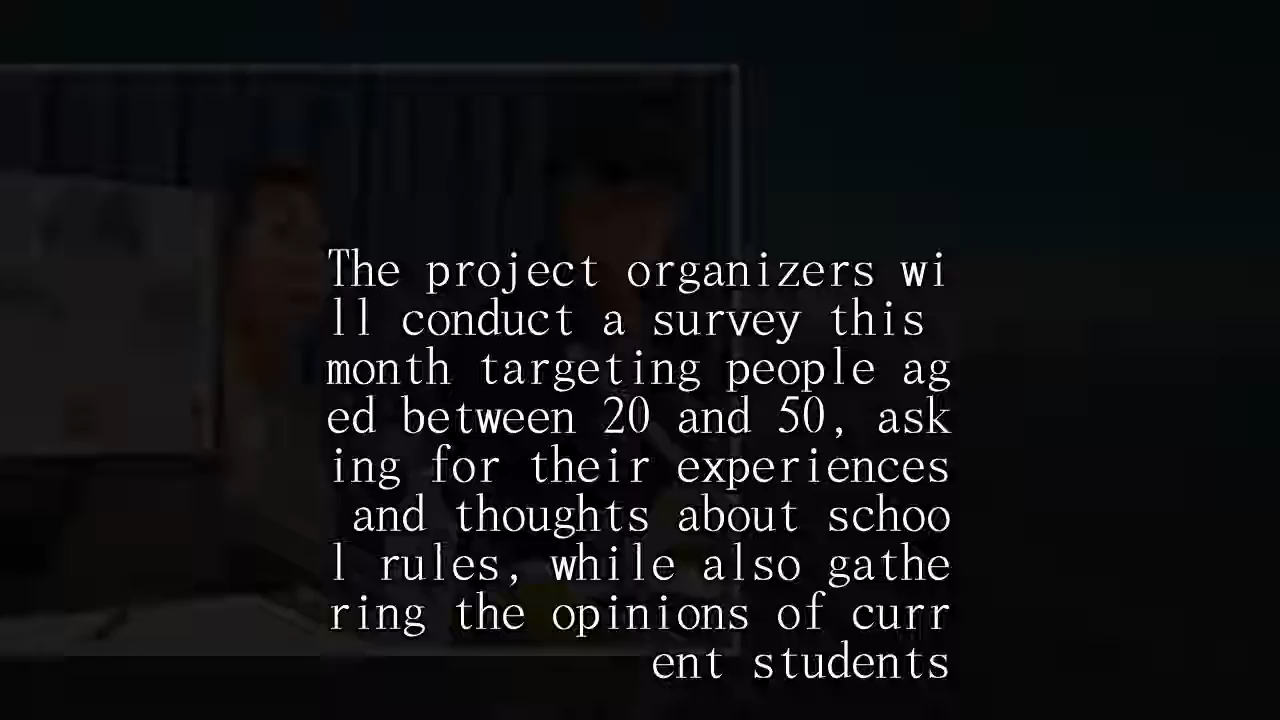 The project organizers wi
ll conduct a survey this
month targeting people ag
ed between 20 and 50, ask
ing for their experiences
and thoughts about schoo
l rules, while also gathe
ring the opinions of curr
ent students